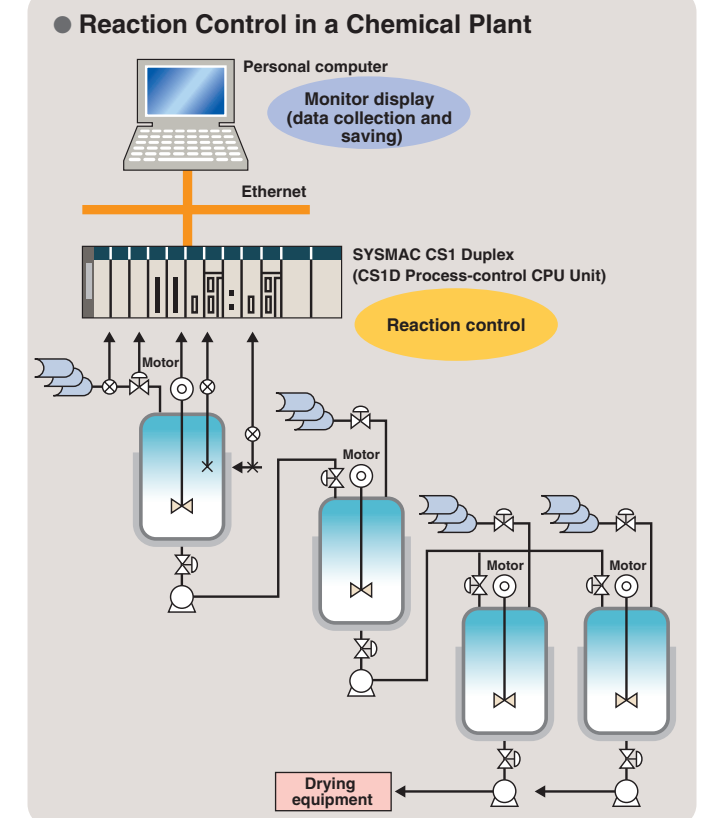 ● Reaction Control in a Chemical Plant
Personal computer
Monitor display
(data collection and
saving)
Ethernet
SYSMAC CS1 Duplex
(CS1D Process-control CPU Unit)
Reaction control
Motor
Motor
Motor
Motor
Drying
equipment